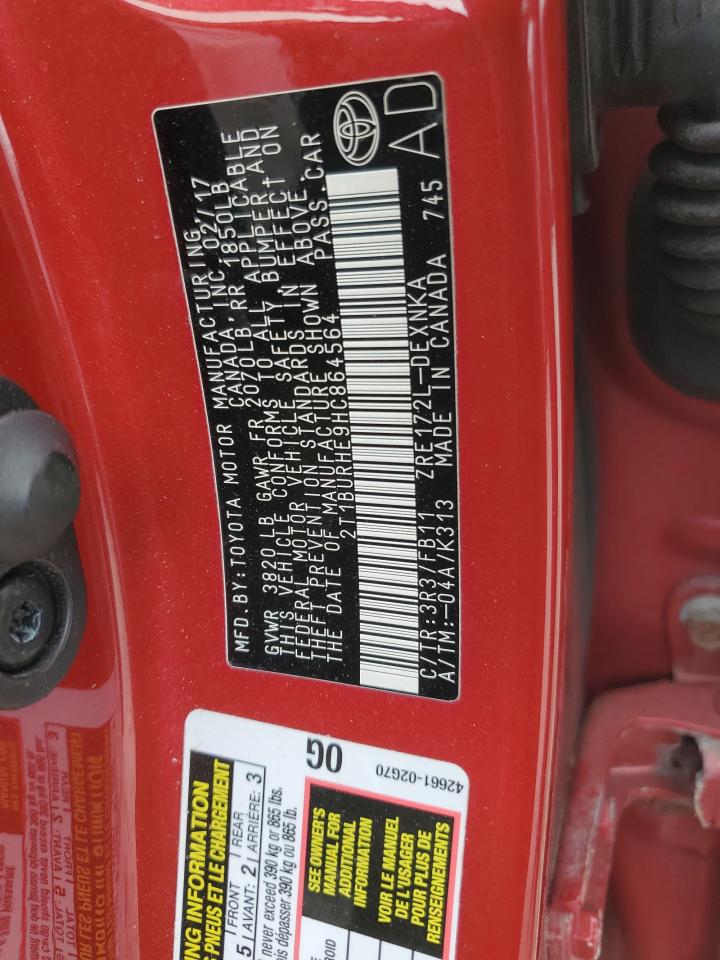 MFD.BY:TOYOTA MOTOR MANUFACTURING,
CANADA, INC. 02/17
GVWR 3820 LB GAWR FR 2070LB, RR 1850LB
THIS VEHICLE CONFORMS TO ALL APPLICABLE
FEDERAL MOTOR VEHICLE SAFETY, BUMPER, AND
THEFT PREVENTION STANDARDS IN EFFECT ON
THE DATE OF MANUFACTURE SHOWN ABOVE.
2T1BURHE9HC864564 PASS.CAR
C/TR:3R3/FB11 ZRE172L-DEXNKA
A/TM:-04A/K313 MADE IN CANADA 745
AD
ING INFORMATION
PNEUS ET LE CHARGEMENT
5 FRONT 2 REAR 3
AVANT: ARRIÈRE:
never exceed 390 kg or 865 lbs.
dépasser 390 kg ou 865 lb.
0G
42661-02G70
SEE OWNER'S
MANUAL FOR
ADDITIONAL
INFORMATION
VOIR LE MANUEL
DE L'USAGER
POUR PLUS DE
RENSEIGNEMENTS